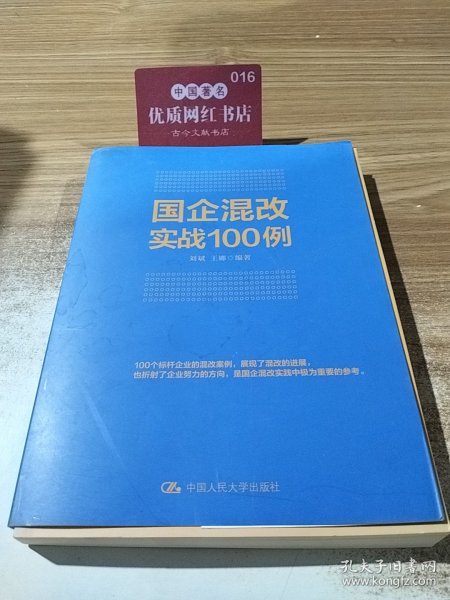 016
中国著名
优质网红书店
古今文献书店
国企混改
实战100例
刘斌 王娜◎编著
100个标杆企业的混改案例，展现了混改的进展，
也折射了企业努力的方向，是国企混改实践中极为重要的参考。
中国人民大学出版社
孔夫子旧书网
www.kongfz.com